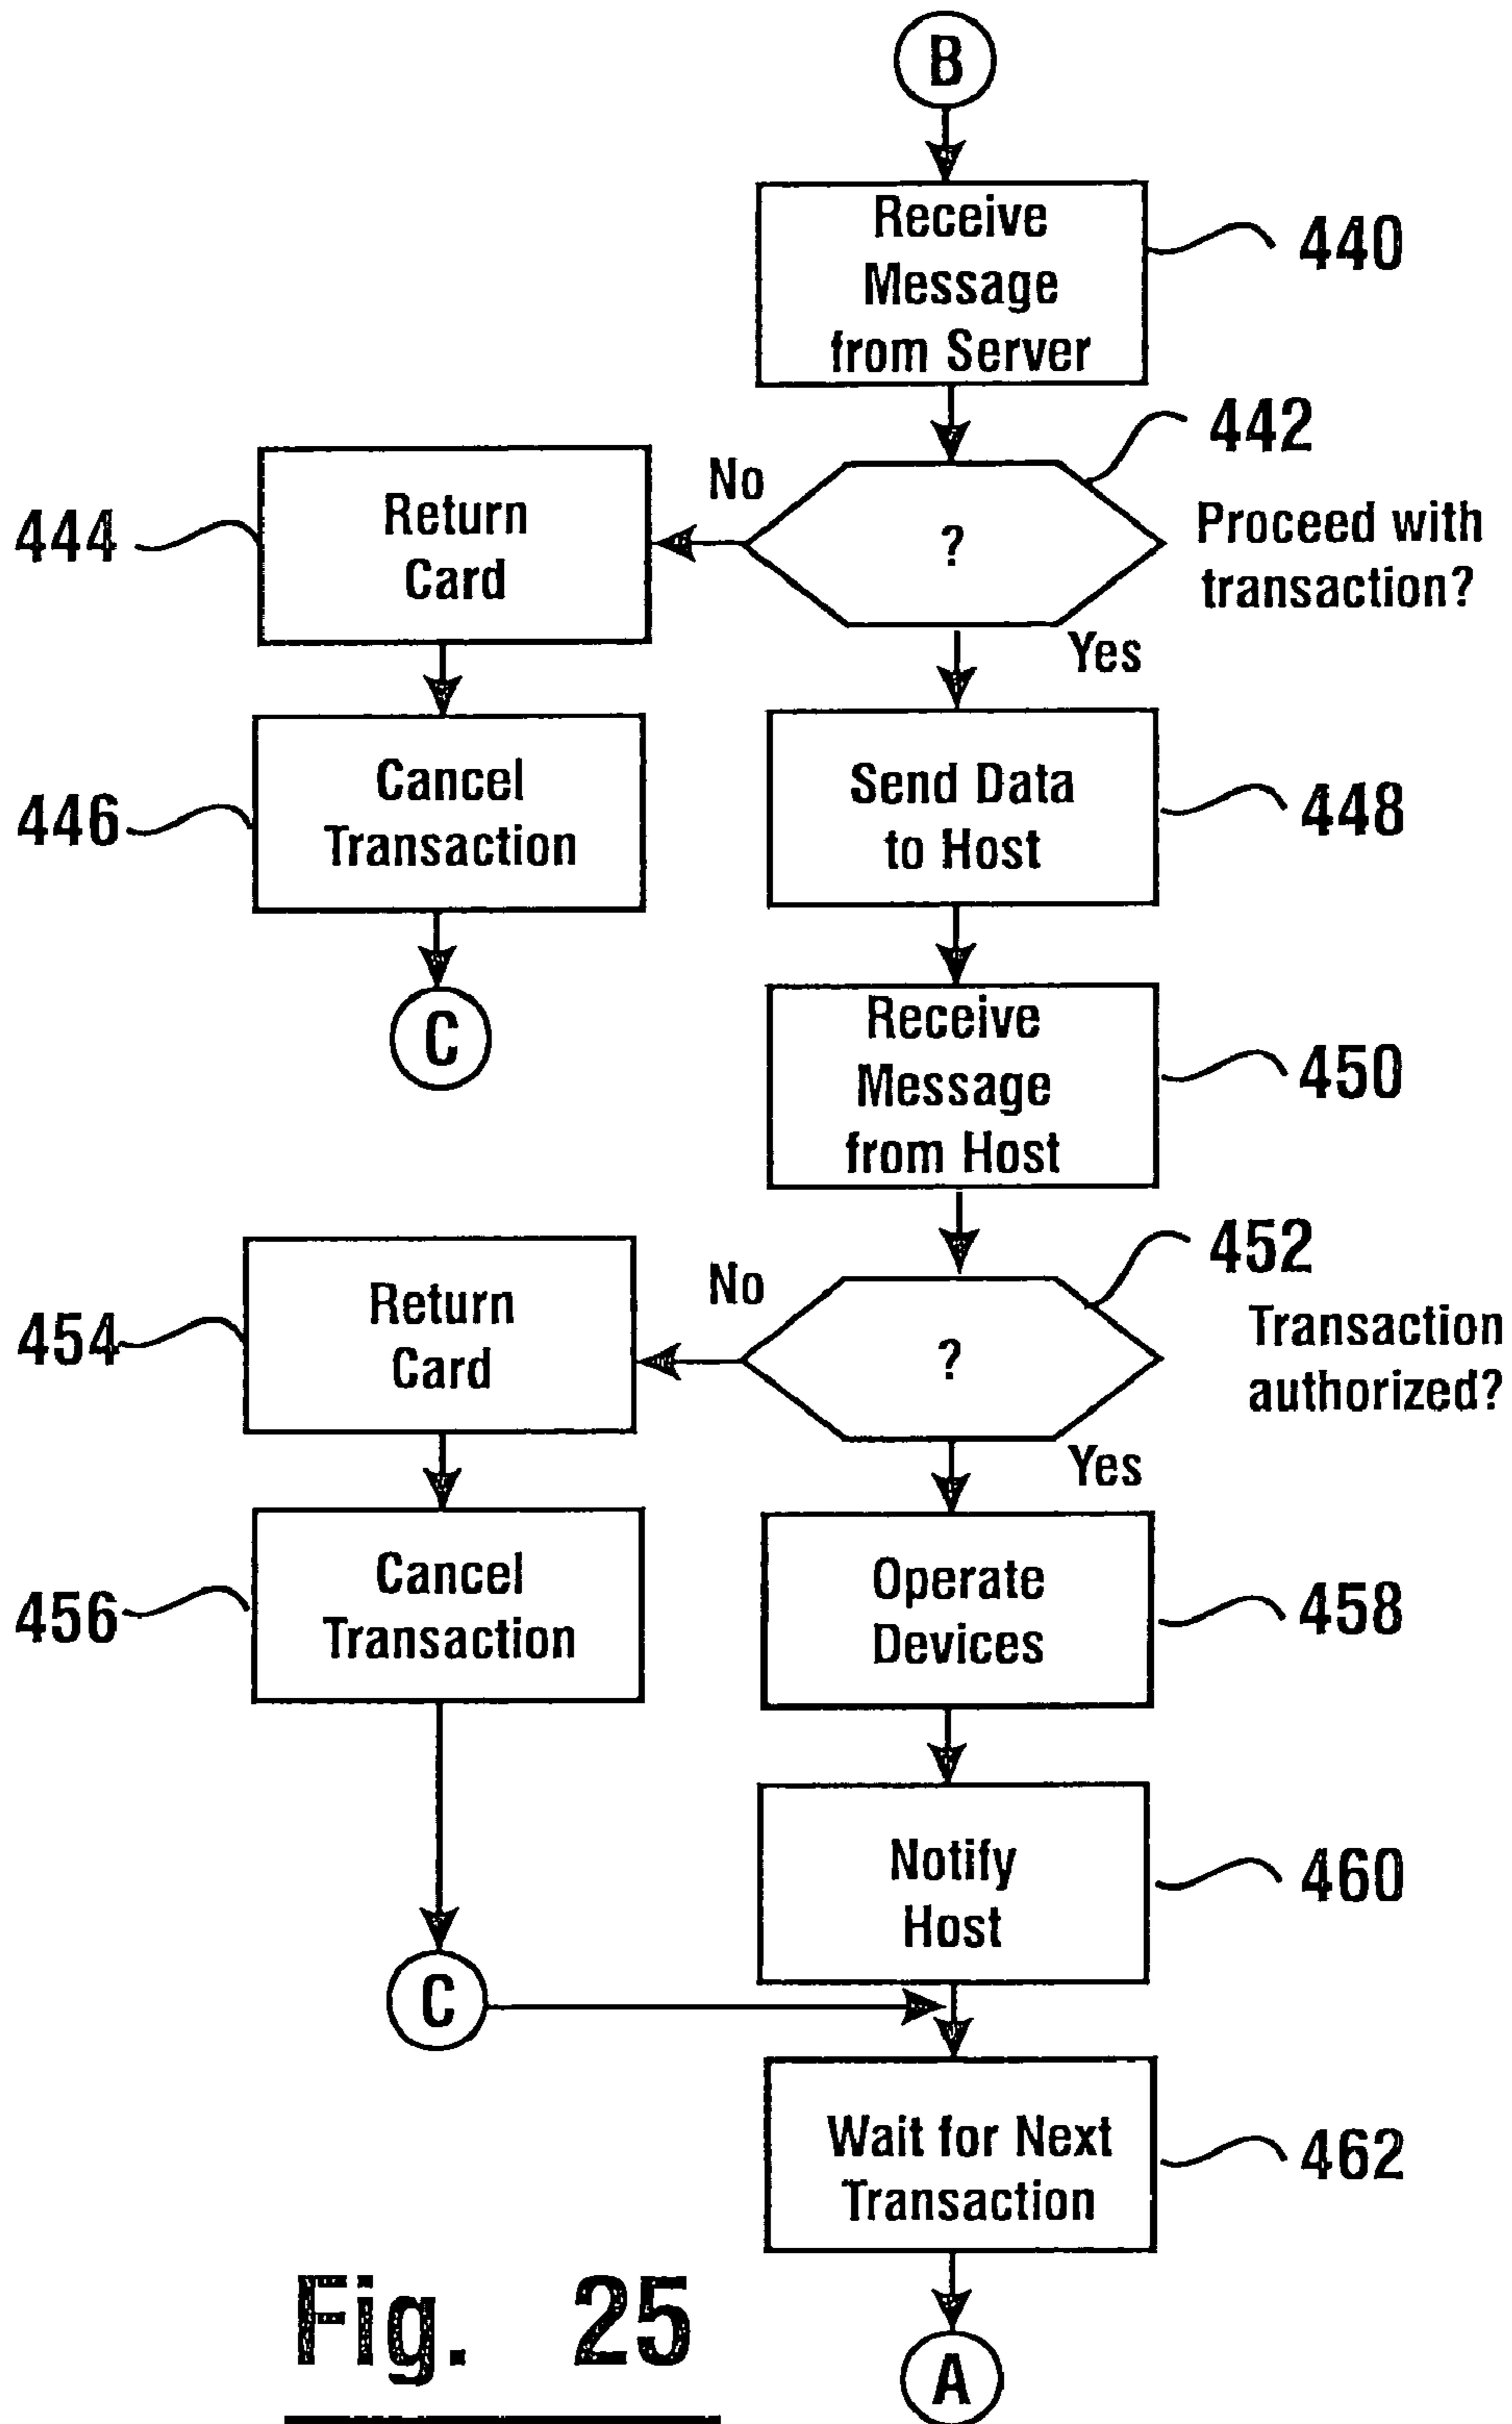 B
Receive
Message
from Server
440
442
No
?
Proceed with
transaction?
Yes
444
Return
Card
446
Cancel
Transaction
C
Send Data
to Host
448
Receive
Message
from Host
450
452
No
?
Transaction
authorized?
Yes
454
Return
Card
456
Cancel
Transaction
Operate
Devices
458
Notify
Host
460
C
Wait for Next
Transaction
462
A
Fig. 25